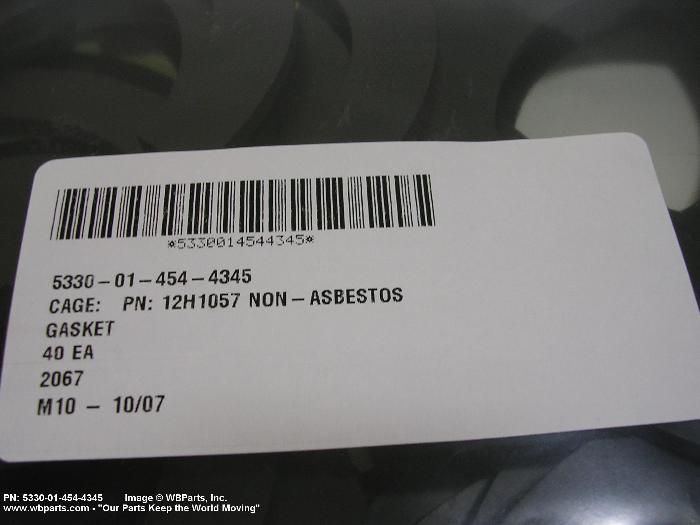 *5330014544345*
5330-01-454-4345
CAGE: PN: 12H1057 NON-ASBESTOS
GASKET
40 EA
2067
M10 - 10/07
PN: 5330-01-454-4345 Image © WBParts, Inc.
www.wbparts.com - "Our Parts Keep the World Moving"